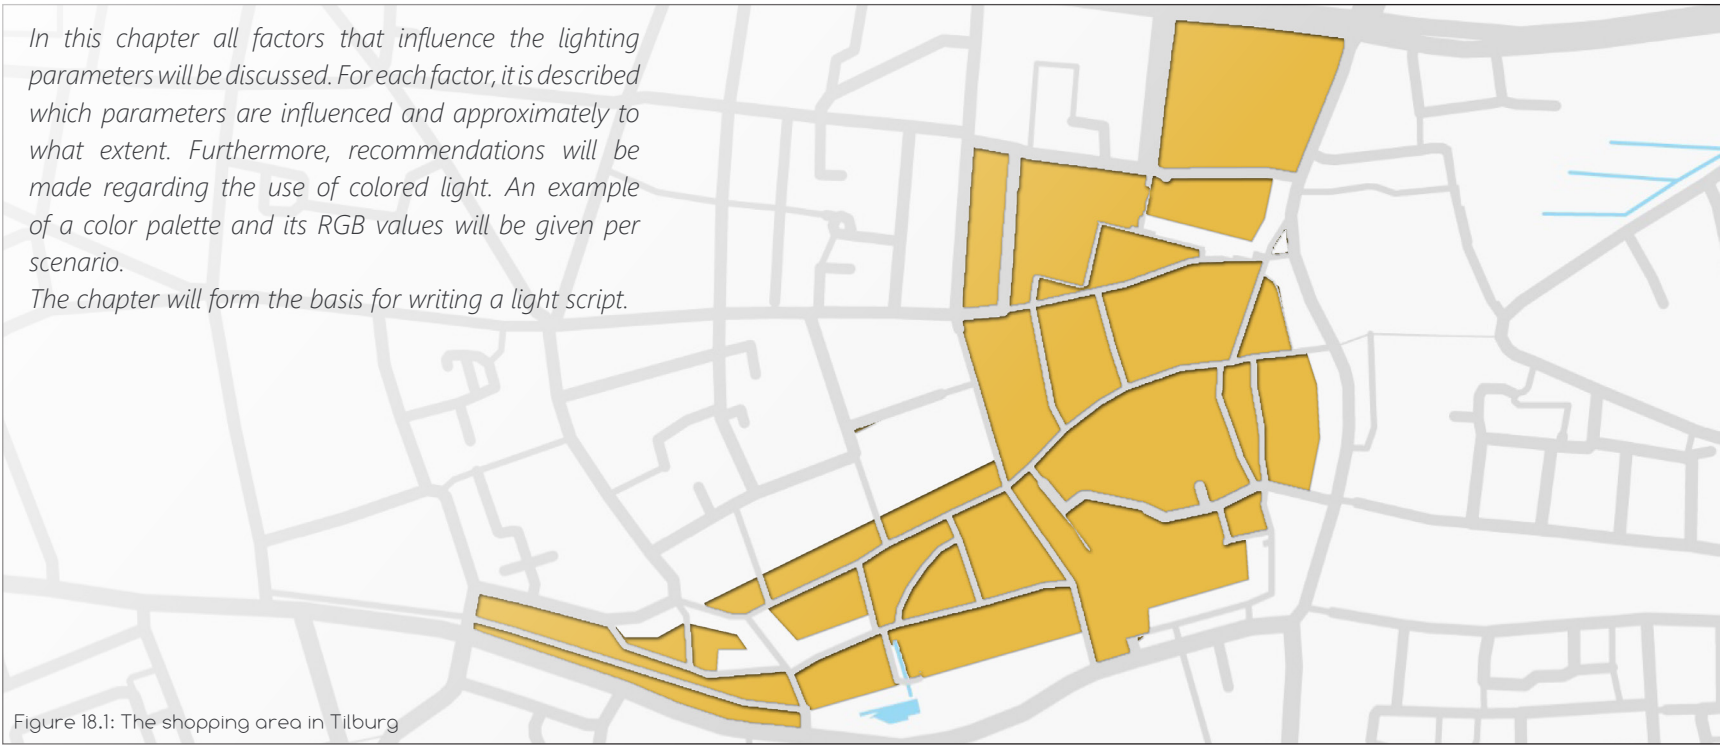 In this chapter all factors that influence the lighting
parameters will be discussed. For each factor, it is described
which parameters are influenced and approximately to
what extent. Furthermore, recommendations will be
made regarding the use of colored light. An example
of a color palette and its RGB values will be given per
scenario.
The chapter will form the basis for writing a light script.
Figure 18.1: The shopping area in Tilburg